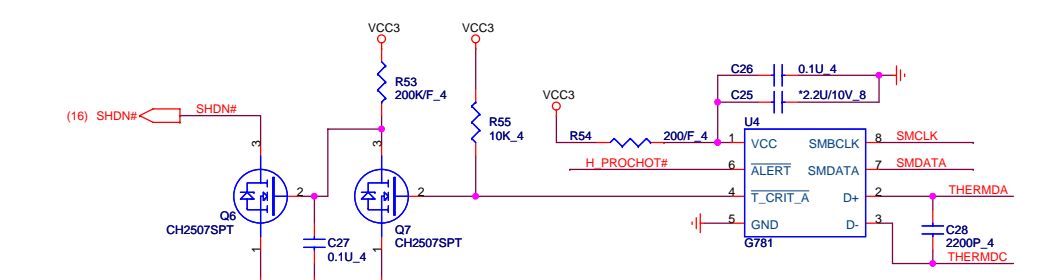 VCC3
VCC3
R53
200K/F_4
(16) SHDN#
SHDN#
R55
10K_4
VCC3
R54
200/F_4
C26
0.1U_4
C25
*2.2U/10V_8
U4
1
VCC
SMBCLK
8
SMCLK
H_PROCHOT#
6
ALERT
SMDATA
7
SMDATA
4
T_CRIT_A
D+
2
THERMDA
5
GND
D-
3
G781
C28
2200P_4
THERMDC
3
2
1
Q6
CH2507SPT
C27
0.1U_4
3
2
1
Q7
CH2507SPT